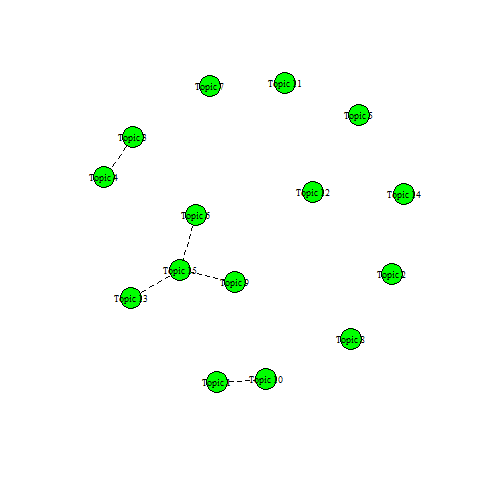 Topic 7
Topic 11
Topic 5
Topic 3
Topic 4
Topic 12
Topic 14
Topic 6
Topic 15
Topic 2
Topic 9
Topic 13
Topic 8
Topic 1
Topic 10